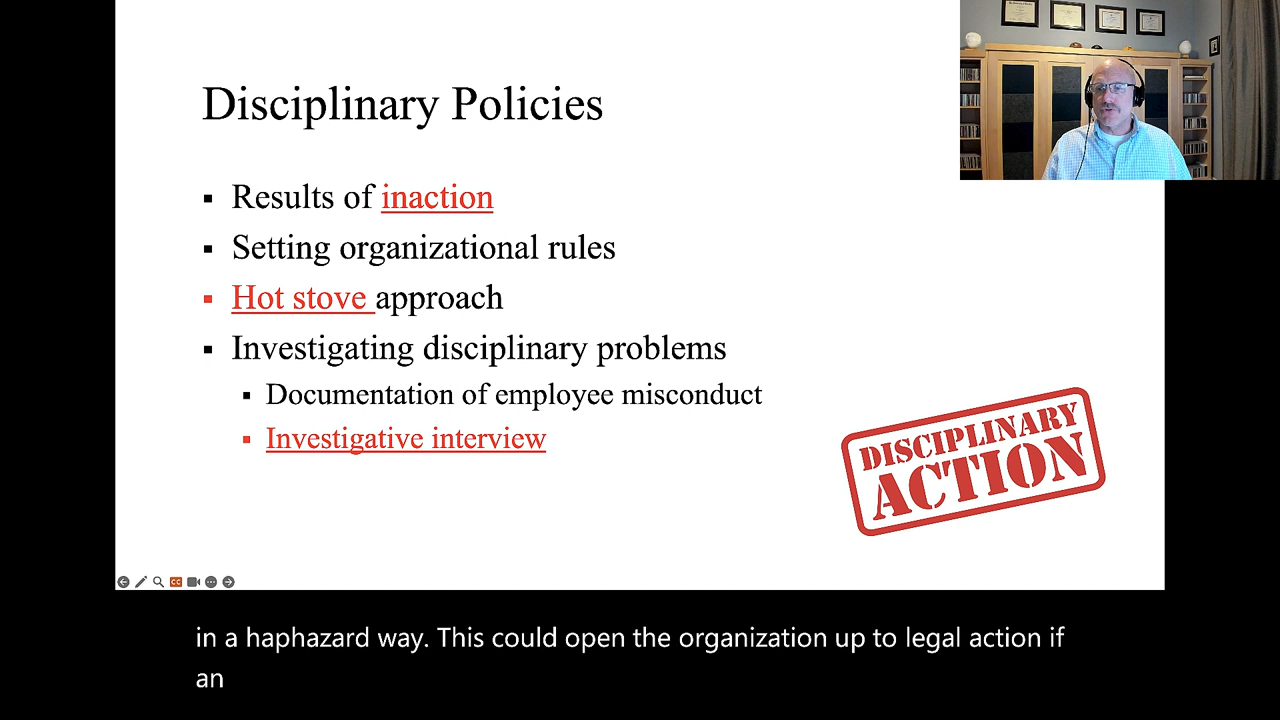 Disciplinary Policies
▪ Results of inaction
▪ Setting organizational rules
▪ Hot stove approach
▪ Investigating disciplinary problems
▪ Documentation of employee misconduct
▪ Investigative interview
DISCIPLINARY
ACTION
CC
in a haphazard way. This could open the organization up to legal action if
an